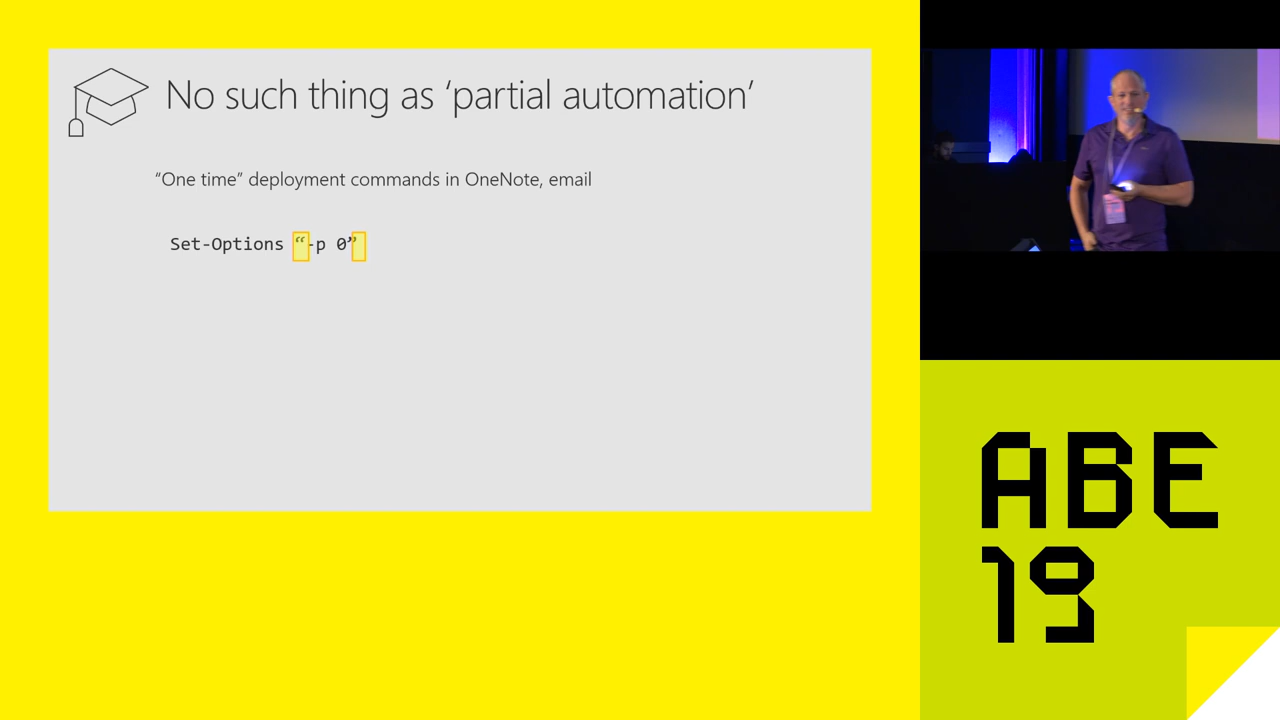 No such thing as ‘partial automation’
“One time” deployment commands in OneNote, email
Set-Options “-p 0”
ABE
19